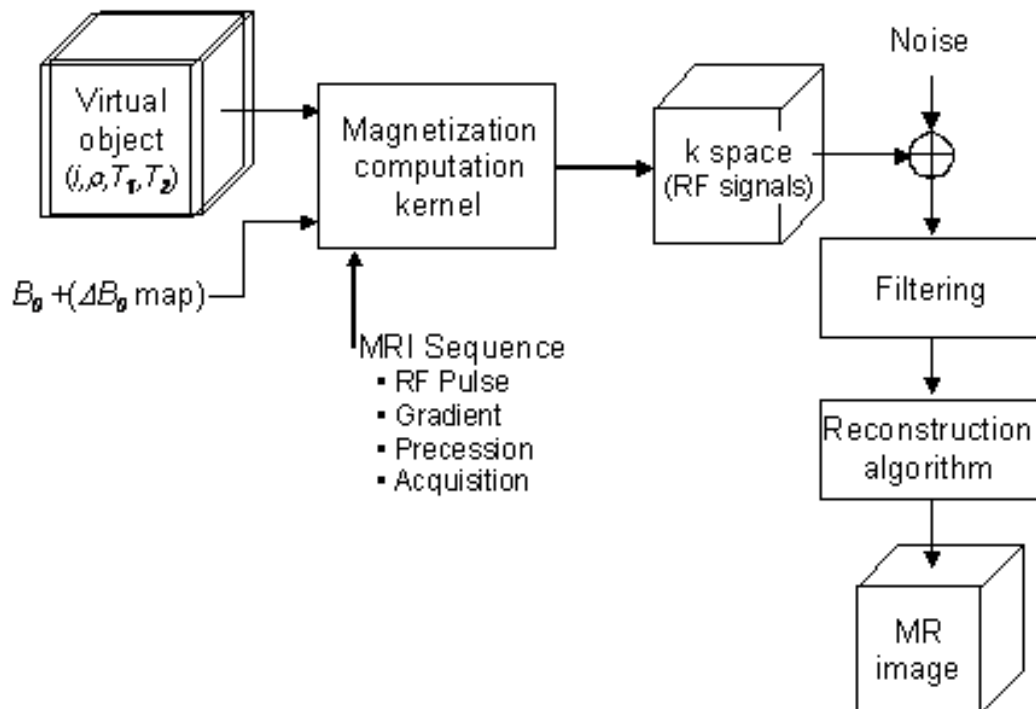 Noise
Virtual
object
(i,,ρ,T₁,T₂)
Magnetization
computation
kernel
k space
(RF signals)
B₀ +(ΔB₀ map)
Filtering
MRI Sequence
▪ RF Pulse
▪ Gradient
▪ Precession
▪ Acquisition
Reconstruction
algorithm
MR
image